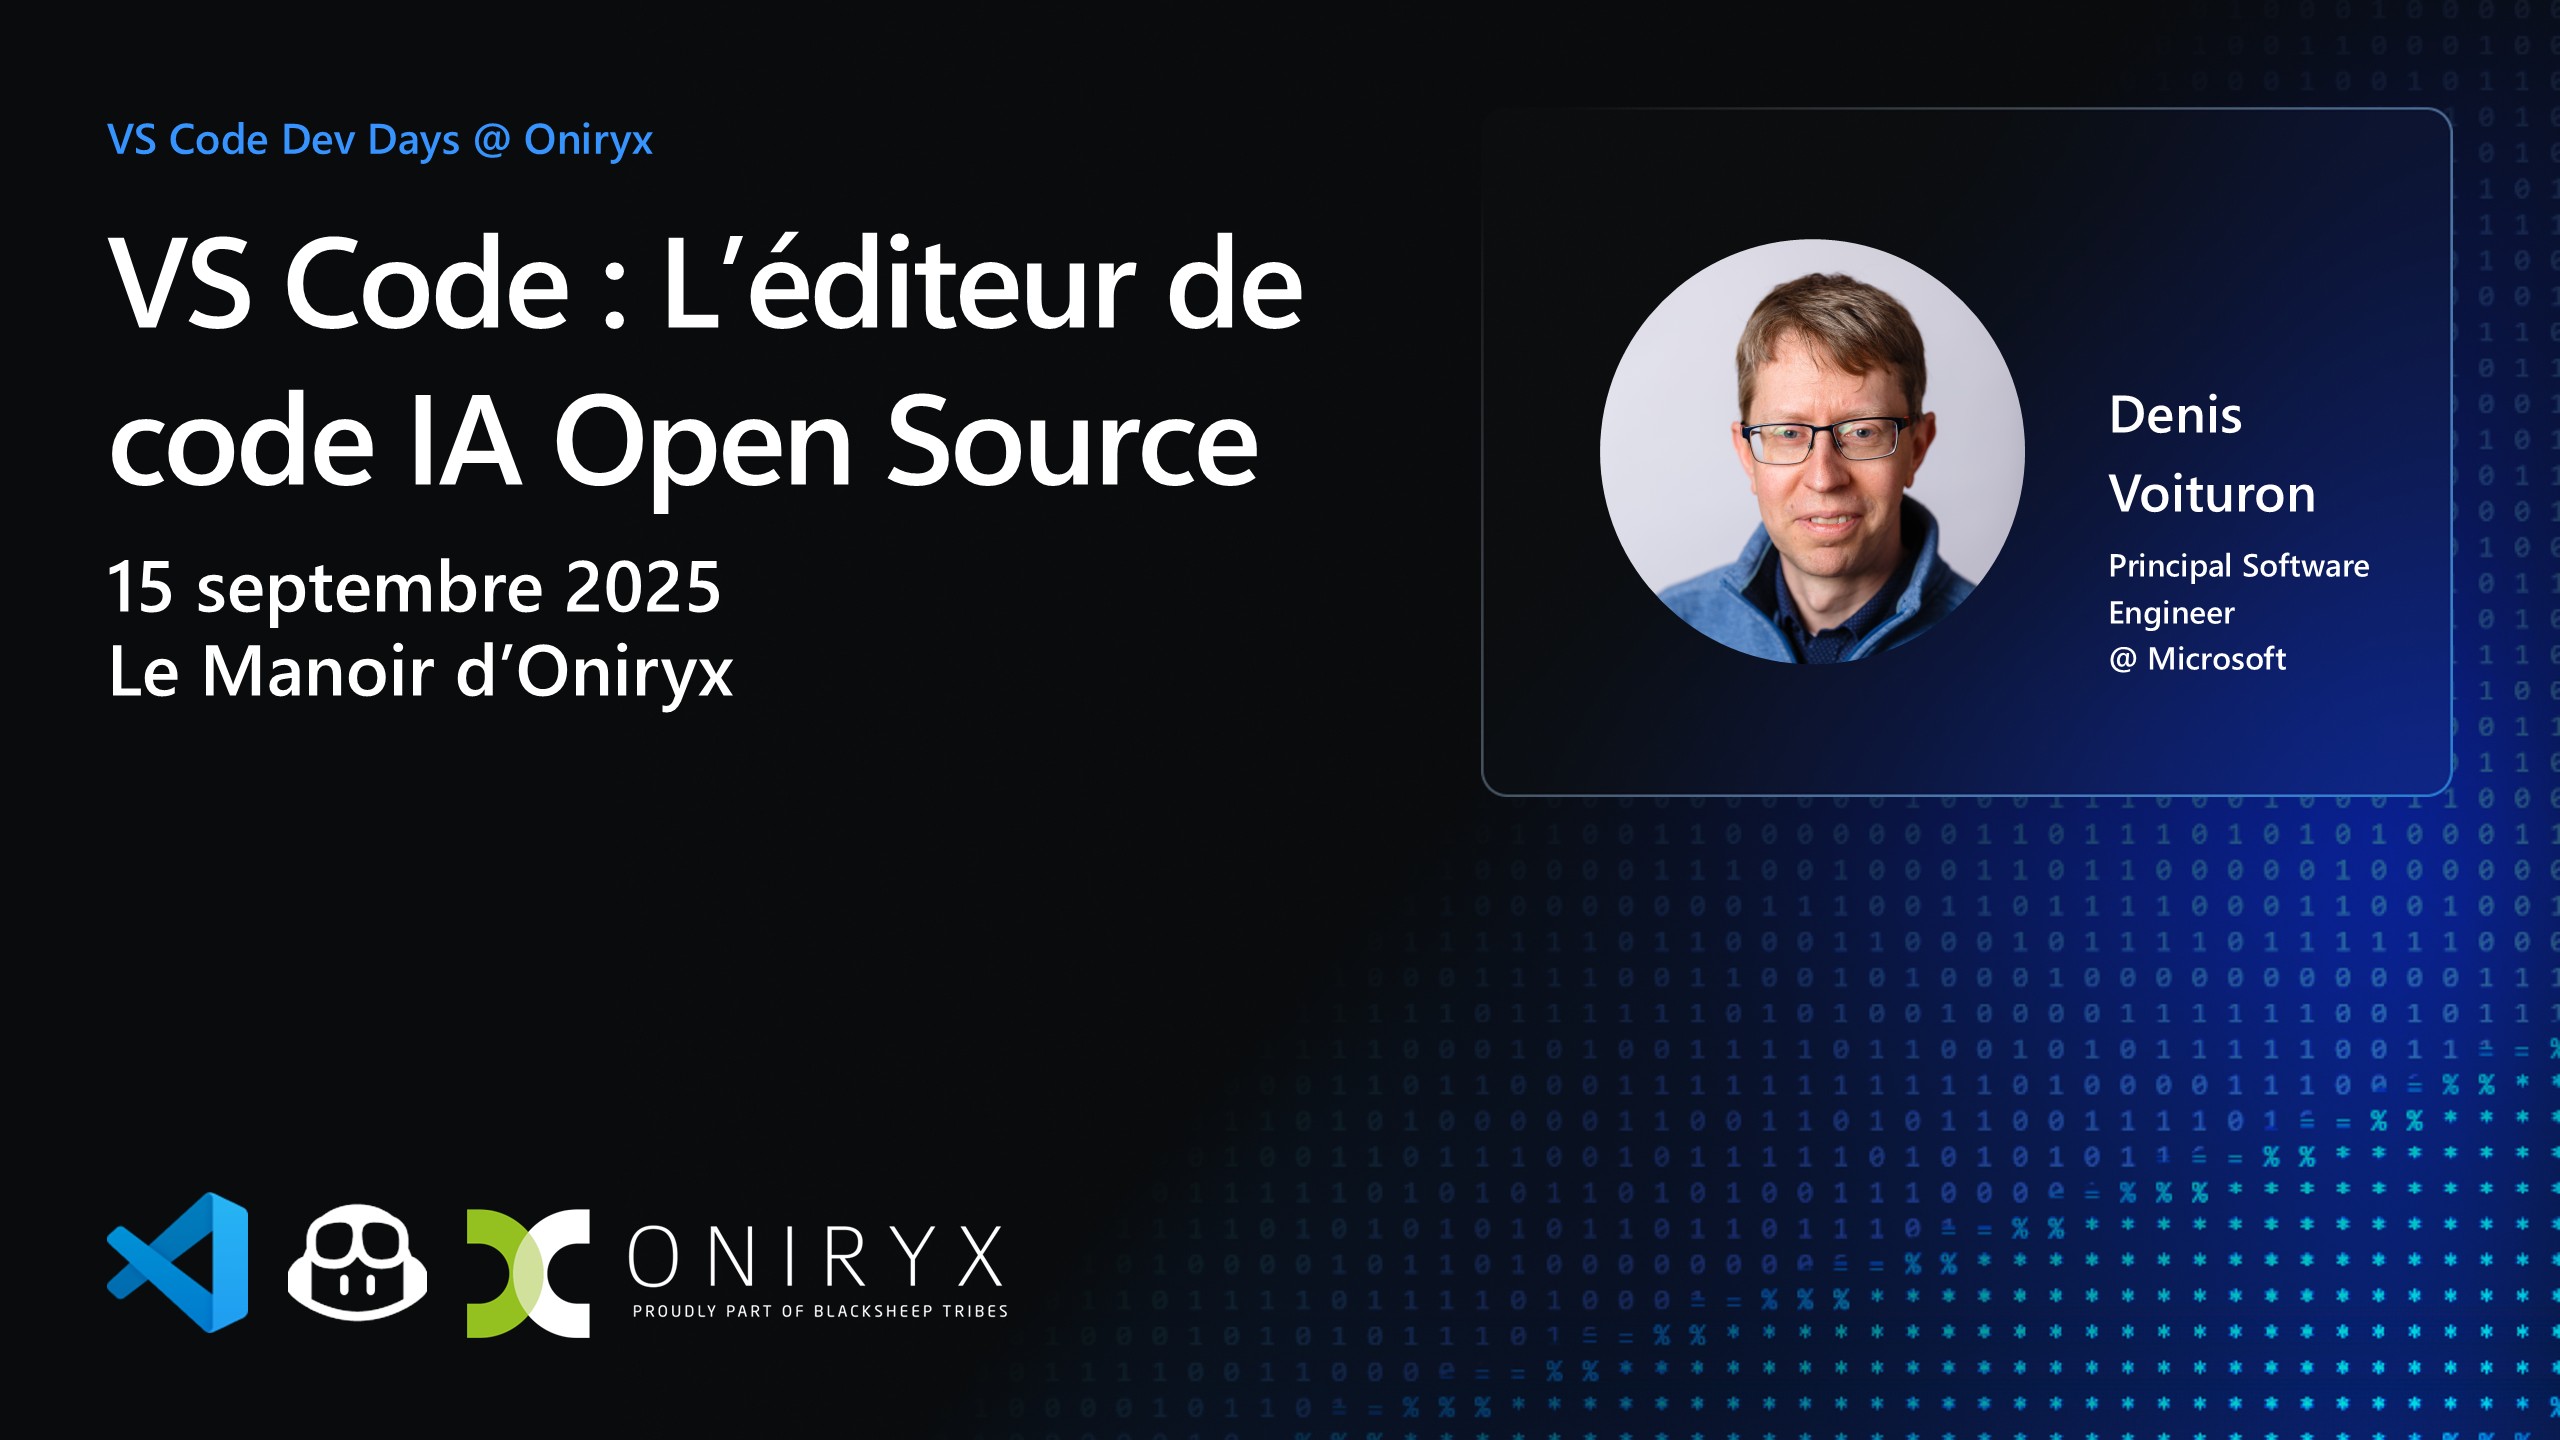 VS Code Dev Days @ Oniryx
VS Code : L’éditeur de
code IA Open Source
15 septembre 2025
Le Manoir d’Oniryx
Denis
Voituron
Principal Software
Engineer
@ Microsoft
ONIRYX
PROUDLY PART OF BLACKSHEEP TRIBES